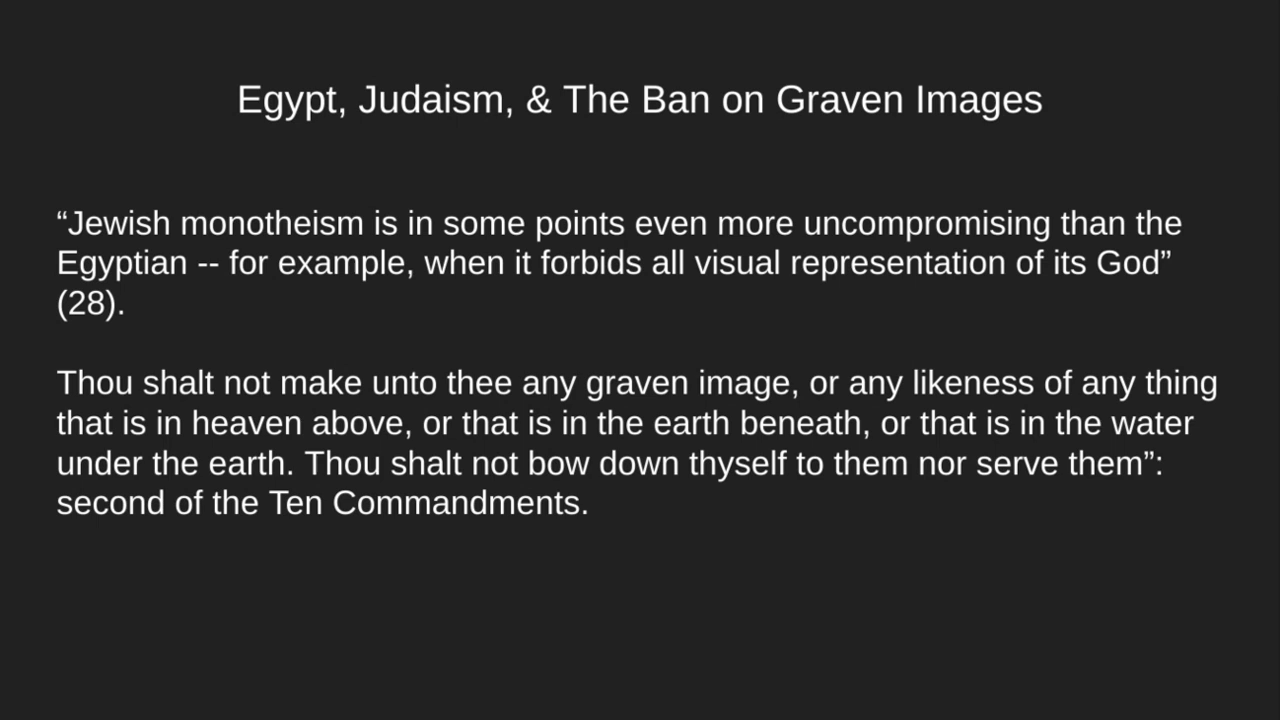 Egypt, Judaism, & The Ban on Graven Images
“Jewish monotheism is in some points even more uncompromising than the
Egyptian -- for example, when it forbids all visual representation of its God”
(28).
Thou shalt not make unto thee any graven image, or any likeness of any thing
that is in heaven above, or that is in the earth beneath, or that is in the water
under the earth. Thou shalt not bow down thyself to them nor serve them”:
second of the Ten Commandments.